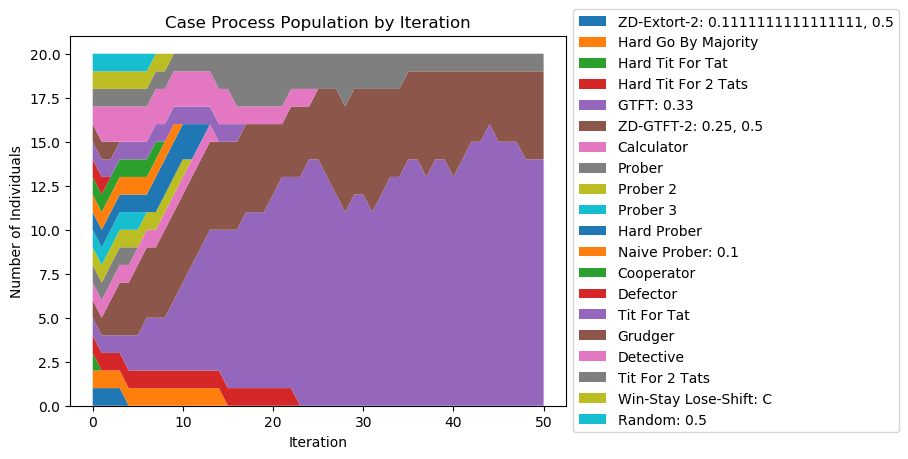 Case Process Population by Iteration
Number of Individuals
20.0
17.5
15.0
12.5
10.0
7.5
5.0
2.5
0.0
0 10 20 30 40 50
Iteration
ZD-Extort-2: 0.1111111111111111, 0.5
Hard Go By Majority
Hard Tit For Tat
Hard Tit For 2 Tats
GTFT: 0.33
ZD-GTFT-2: 0.25, 0.5
Calculator
Prober
Prober 2
Prober 3
Hard Prober
Naive Prober: 0.1
Cooperator
Defector
Tit For Tat
Grudger
Detective
Tit For 2 Tats
Win-Stay Lose-Shift: C
Random: 0.5